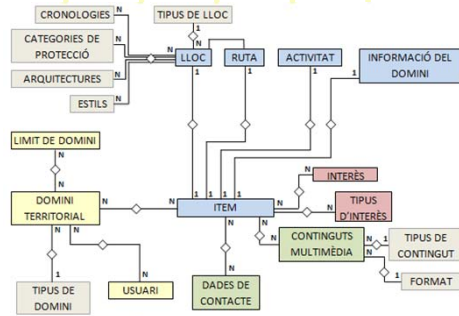 CRONOLOGIES
N
TIPUS DE LLOC
1
CATEGORIES DE
PROTECCIÓ
N
N
N
LLOC
RUTA
ACTIVITAT
INFORMACIÓ DEL
DOMINI
ARQUITECTURES
N
ESTILS
N
1
1
1
1
LIMIT DE DOMINI
N
N
DOMINI
TERRITORIAL
N
N
1
1
1
1
ITEM
N
N
INTERÈS
N
N
TIPUS
D'INTERÈS
N
N
N
N
N
CONTINGUTS
MULTIMÈDIA
N
1
TIPUS DE
CONTINGUT
N
1
FORMAT
1
TIPUS DE
DOMINI
N
USUARI
N
DADES DE
CONTACTE